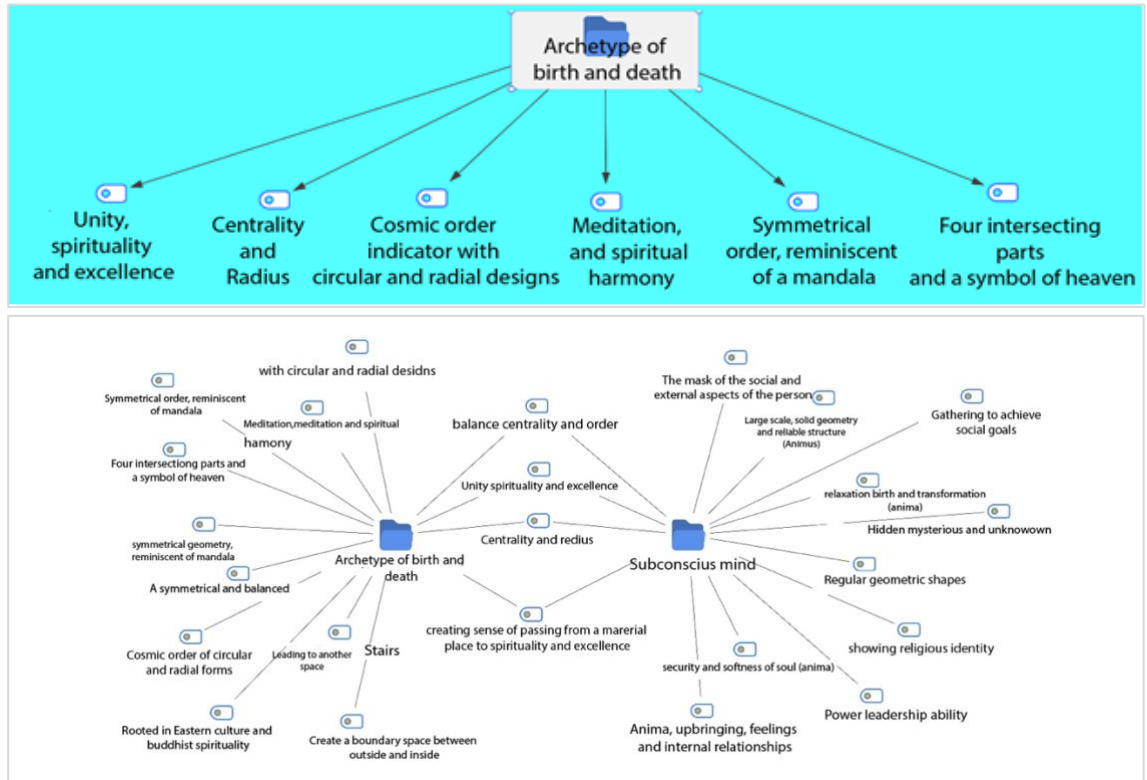 Archetype of
birth and death
Unity,
spirituality
and excellence
Centrality
and
Radius
Cosmic order
indicator with
circular and radial designs
Meditation,
and spiritual
harmony
Symmetrical
order, reminiscent
of a mandala
Four intersecting
parts
and a symbol of heaven
with circular and radial desidns
Symmetrical order, reminiscent
of mandala
Meditation,meditation and spiritual
hamony
Four intersectiong parts and
a symbol of heaven
symmetrical geometry,
reminiscent of mandala
A symmetrical and balanced
Cosmic order of circular
and radial forms
Leading to another
space
Stairs
Rooted in Eastern culture and
buddhist spirituality
Create a boundary space between
outside and inside
Archetype of birth and
death
balance centrality and order
Unity spirituality and excellence
Centrality and redius
creating sense of passing from a marerial
place to spirituality and excellence
Subconscius mind
The mask of the social and
external aspects of the person
Large scale, solid geometry
and reliable structure
(Animus)
Gathering to achieve
social goals
relaxation birth and transformation
(anima)
Hidden mysterious and unknowown
Regular geometric shapes
showing religious identity
security and softness of soul (anima)
Power leadership ability
Anima, upbringing, feelings
and internal relationships